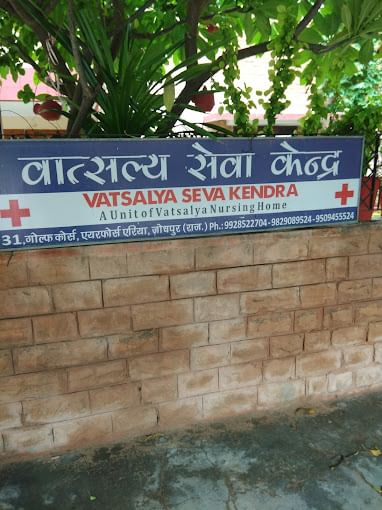 वात्सल्य सेवा केन्द्र
VATSALYA SEVA KENDRA
A Unit of Vatsalya Nursing Home
31, गोल्फ कोर्स, एयरफोर्स एरिया, जोधपुर (राज.) Ph.: 9928522704 - 9829089524 - 9509455524